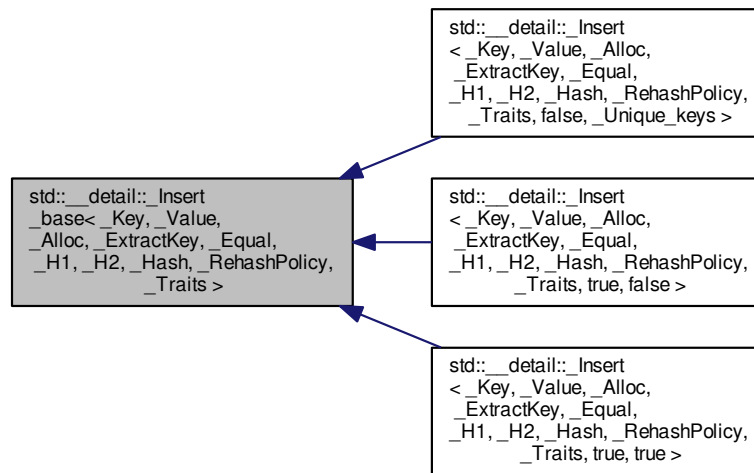 std::__detail::_Insert
< _Key, _Value, _Alloc,
_ExtractKey, _Equal,
_H1, _H2, _Hash, _RehashPolicy,
_Traits, false, _Unique_keys >
std::__detail::_Insert
_base< _Key, _Value,
_Alloc, _ExtractKey, _Equal,
_H1, _H2, _Hash, _RehashPolicy,
_Traits >
std::__detail::_Insert
< _Key, _Value, _Alloc,
_ExtractKey, _Equal,
_H1, _H2, _Hash, _RehashPolicy,
_Traits, true, false >
std::__detail::_Insert
< _Key, _Value, _Alloc,
_ExtractKey, _Equal,
_H1, _H2, _Hash, _RehashPolicy,
_Traits, true, true >